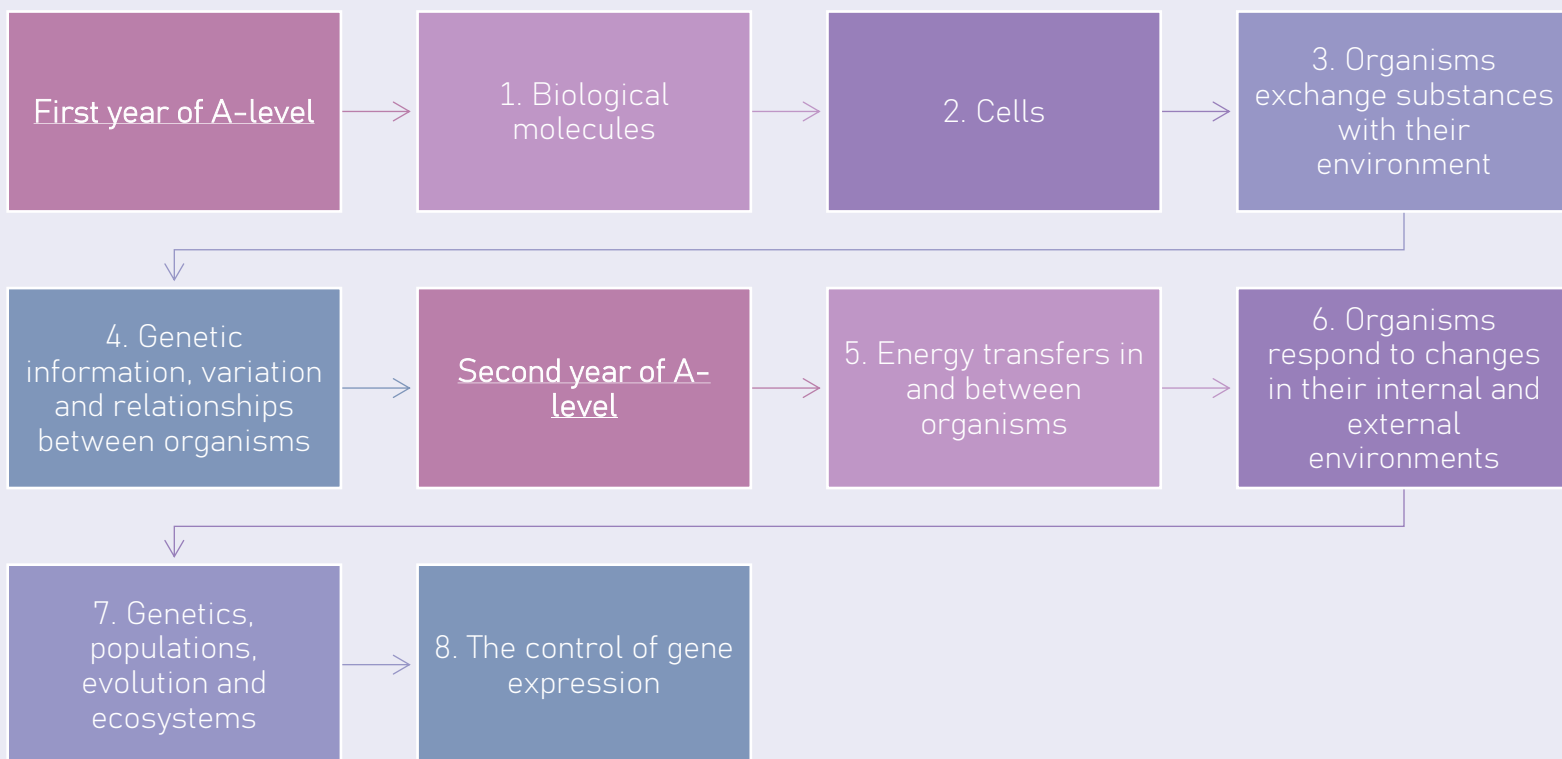 First year of A-level
1. Biological
molecules
2. Cells
3. Organisms
exchange substances
with their
environment
4. Genetic
information, variation
and relationships
between organisms
Second year of A-
level
5. Energy transfers in
and between
organisms
6. Organisms
respond to changes
in their internal and
external
environments
7. Genetics,
populations,
evolution and
ecosystems
8. The control of gene
expression